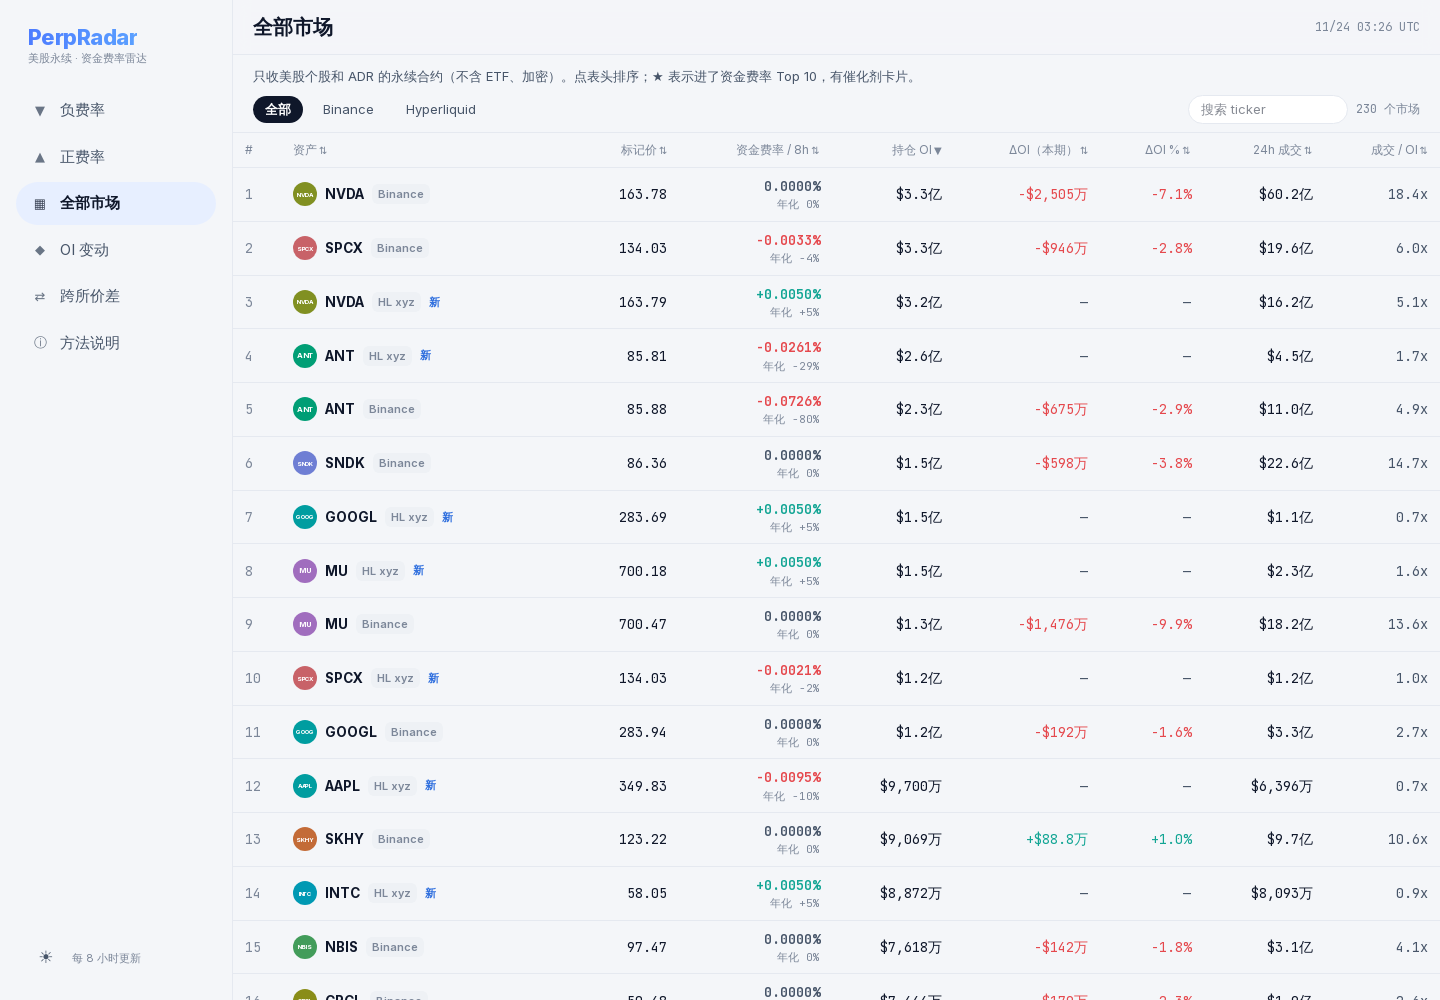 PerpRadar
美股永续 · 资金费率雷达
▼ 负费率
▲ 正费率
▦ 全部市场
◆ OI 变动
⇄ 跨所价差
ⓘ 方法说明
☀ 每 8 小时更新
全部市场 11/24 03:26 UTC
只收美股个股和 ADR 的永续合约（不含 ETF、加密）。点表头排序；★ 表示进了资金费率 Top 10，有催化剂卡片。
全部 Binance Hyperliquid 搜索 ticker 230 个市场
# 资产⇅ 标记价⇅ 资金费率 / 8h⇅ 持仓 OI▼ ΔOI（本期）⇅ ΔOI %⇅ 24h 成交⇅ 成交 / OI⇅
1 NVDA NVDA Binance 163.78 0.0000% $3.3亿 -$2,505万 -7.1% $60.2亿 18.4x
年化 0%
2 SPCX SPCX Binance 134.03 -0.0033% $3.3亿 -$946万 -2.8% $19.6亿 6.0x
年化 -4%
3 NVDA NVDA HL xyz 新 163.79 +0.0050% $3.2亿 — — $16.2亿 5.1x
年化 +5%
4 ANT ANT HL xyz 新 85.81 -0.0261% $2.6亿 — — $4.5亿 1.7x
年化 -29%
5 ANT ANT Binance 85.88 -0.0726% $2.3亿 -$675万 -2.9% $11.0亿 4.9x
年化 -80%
6 SNDK SNDK Binance 86.36 0.0000% $1.5亿 -$598万 -3.8% $22.6亿 14.7x
年化 0%
7 GOOG GOOGL HL xyz 新 283.69 +0.0050% $1.5亿 — — $1.1亿 0.7x
年化 +5%
8 MU MU HL xyz 新 700.18 +0.0050% $1.5亿 — — $2.3亿 1.6x
年化 +5%
9 MU MU Binance 700.47 0.0000% $1.3亿 -$1,476万 -9.9% $18.2亿 13.6x
年化 0%
10 SPCX SPCX HL xyz 新 134.03 -0.0021% $1.2亿 — — $1.2亿 1.0x
年化 -2%
11 GOOG GOOGL Binance 283.94 0.0000% $1.2亿 -$192万 -1.6% $3.3亿 2.7x
年化 0%
12 AAPL AAPL HL xyz 新 349.83 -0.0095% $9,700万 — — $6,396万 0.7x
年化 -10%
13 SKHY SKHY Binance 123.22 0.0000% $9,069万 +$88.8万 +1.0% $9.7亿 10.6x
年化 0%
14 INTC INTC HL xyz 新 58.05 +0.0050% $8,872万 — — $8,093万 0.9x
年化 +5%
15 NBIS NBIS Binance 97.47 0.0000% $7,618万 -$142万 -1.8% $3.1亿 4.1x
年化 0%
0.0000%